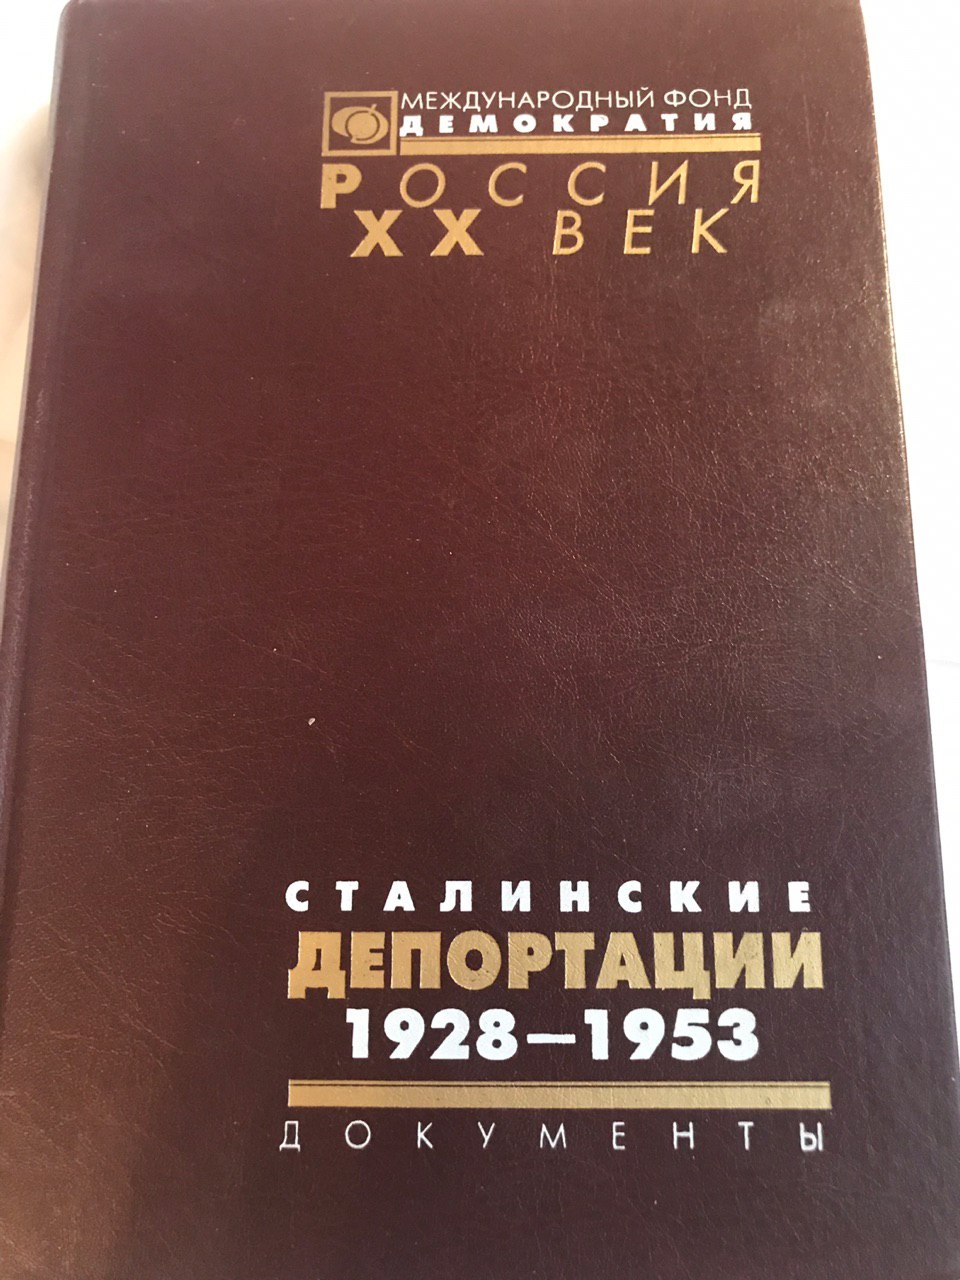 МЕЖДУНАРОДНЫЙ ФОНД
ДЕМОКРАТИЯ
РОССИЯ
XX ВЕК
СТАЛИНСКИЕ
ДЕПОРТАЦИИ
1928—1953
ДОКУМЕНТЫ